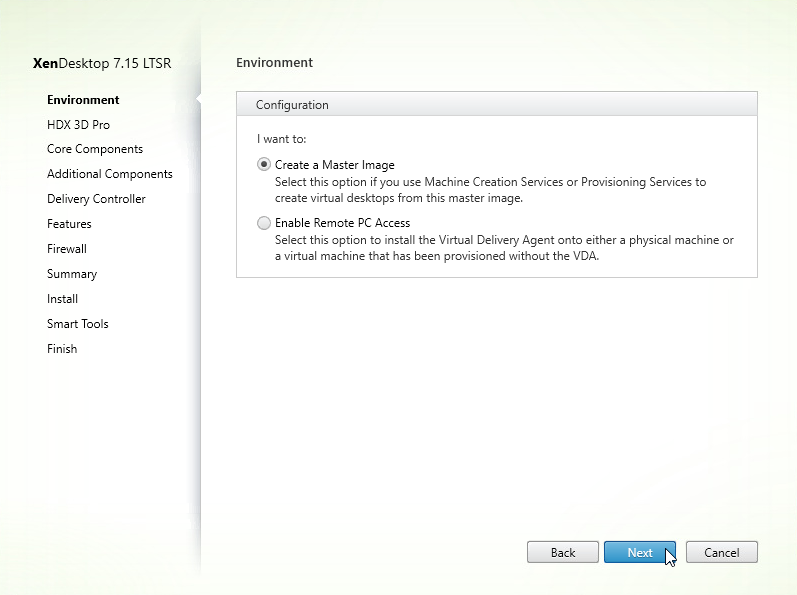 XenDesktop 7.15 LTSR
Environment
HDX 3D Pro
Core Components
Additional Components
Delivery Controller
Features
Firewall
Summary
Install
Smart Tools
Finish
Environment
Configuration
I want to:
Create a Master Image
Select this option if you use Machine Creation Services or Provisioning Services to
create virtual desktops from this master image.
Enable Remote PC Access
Select this option to install the Virtual Delivery Agent onto either a physical machine or
a virtual machine that has been provisioned without the VDA.
Back
Next
Cancel